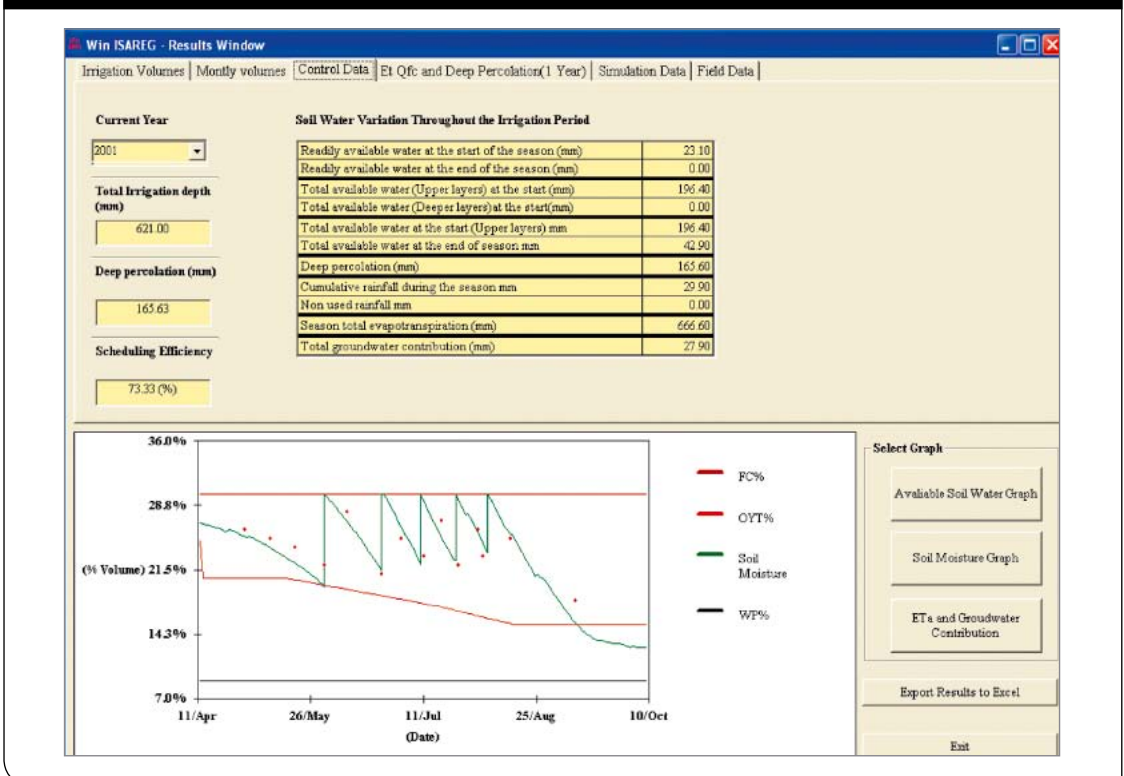 Win ISAREG - Results Window
Irrigation Volumes Montly volumes Control Data Et Qfc and Deep Percolation(1 Year) Simulation Data Field Data
Current Year
2001
Total Irrigation depth
(mm)
621.00
Deep percolation (mm)
165.63
Scheduling Efficiency
73.33 (%)
Soil Water Variation Throughout the Irrigation Period
Readily available water at the start of the season (mm) 23.10
Readily available water at the end of the season (mm) 0.00
Total available water (Upper layers) at the start (mm) 196.40
Total available water (Deeper layers)at the start(mm) 0.00
Total available water at the start (Upper layers) mm 196.40
Total available water at the end of season mm 42.90
Deep percolation (mm) 165.60
Cumulative rainfall during the season mm 29.90
Non used rainfall mm 0.00
Season total evapotranspiration (mm) 666.60
Total groundwater contribution (mm) 27.90
36.0%
28.8%
(% Volume) 21.5%
14.3%
7.0%
11/Apr 26/May 11/Jul 25/Aug 10/Oct
(Date)
FC%
OYT%
Soil
Moisture
WP%
Select Graph
Avaliable Soil Water Graph
Soil Moisture Graph
ETa and Groudwater
Contribution
Export Results to Excel
Exit